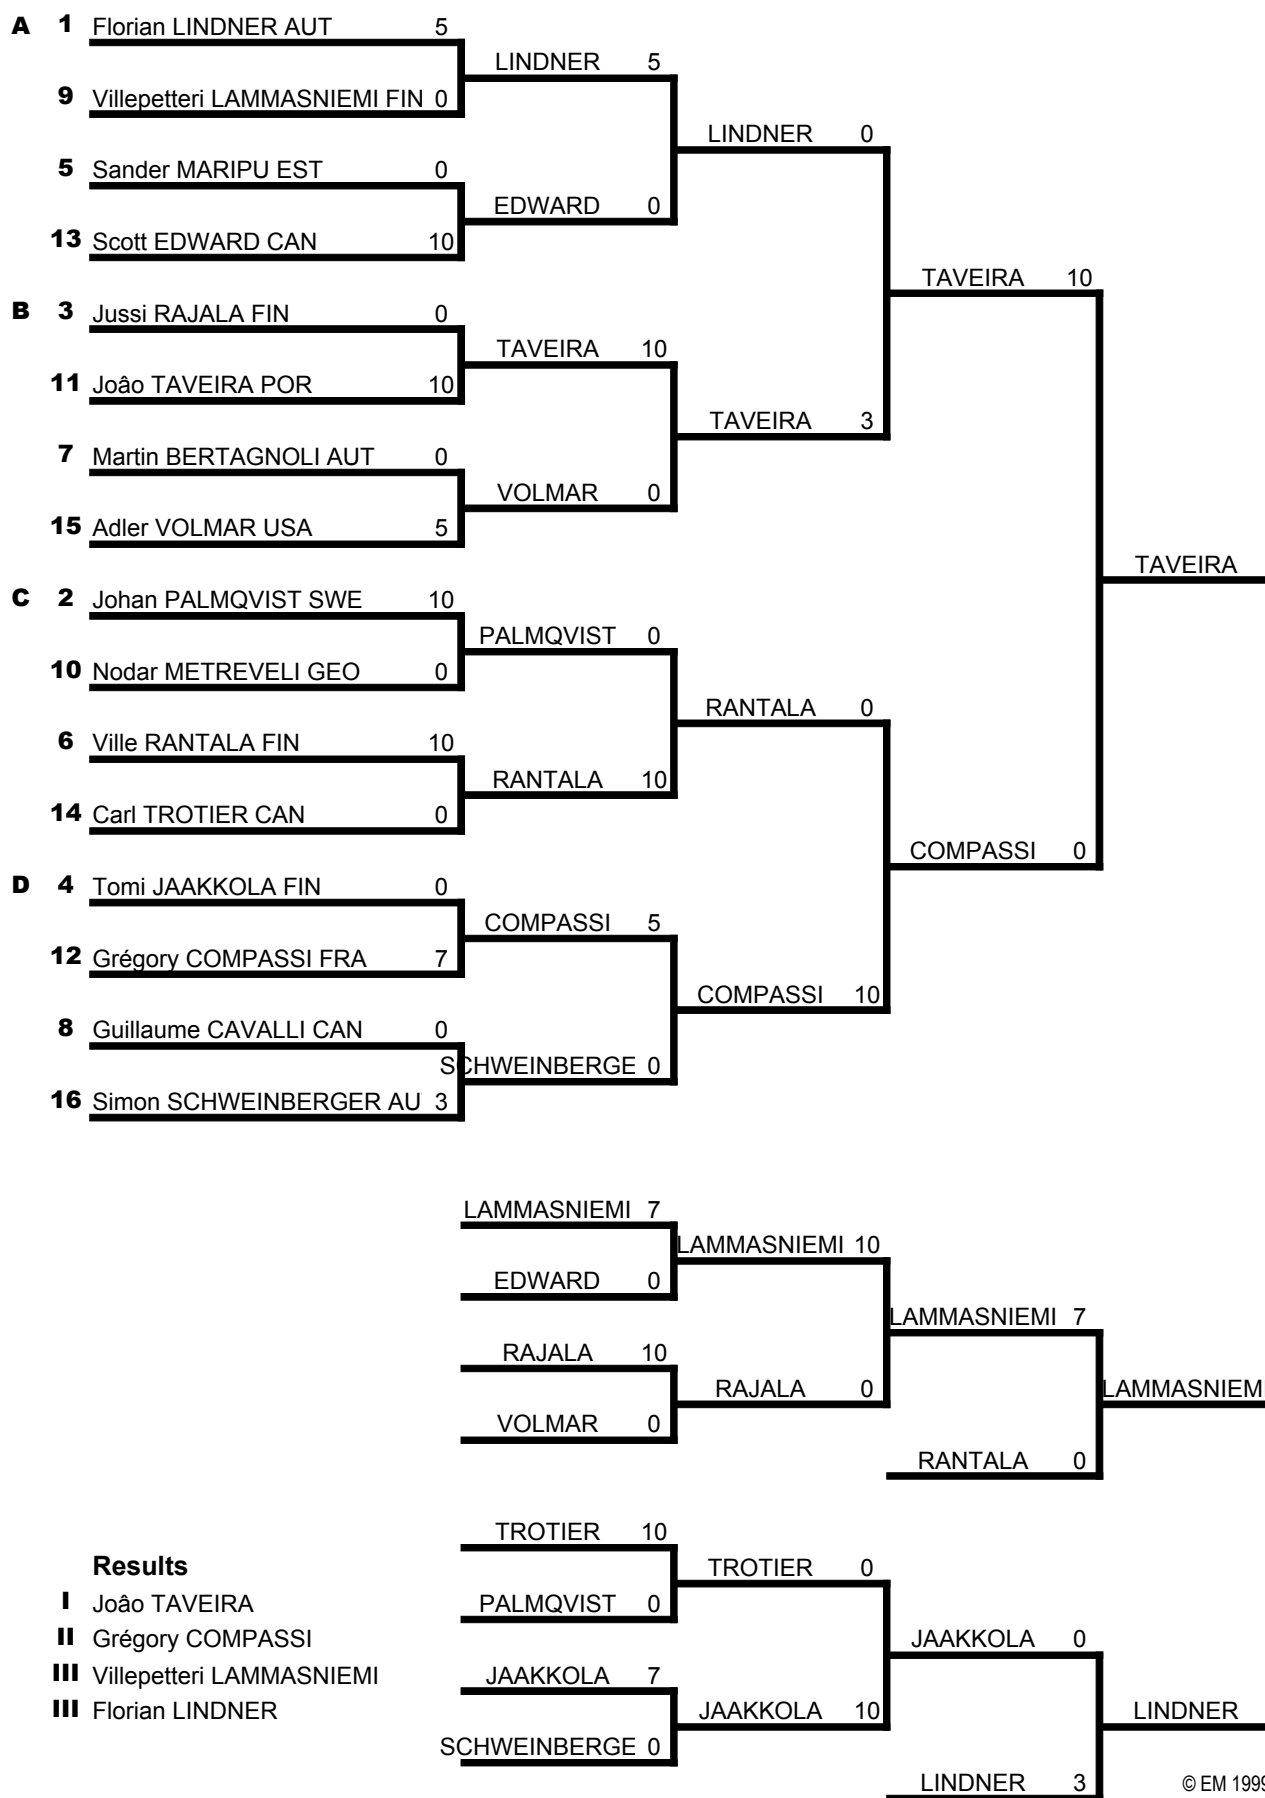 A 1 Florian LINDNER AUT 5
LINDNER 5
9 Villepetteri LAMMASNIEMI FIN 0
LINDNER 0
5 Sander MARIPU EST 0
EDWARD 0
13 Scott EDWARD CAN 10
TAVEIRA 10
B 3 Jussi RAJALA FIN 0
TAVEIRA 10
11 Joâo TAVEIRA POR 10
TAVEIRA 3
7 Martin BERTAGNOLI AUT 0
VOLMAR 0
15 Adler VOLMAR USA 5
TAVEIRA
C 2 Johan PALMQVIST SWE 10
PALMQVIST 0
10 Nodar METREVELI GEO 0
RANTALA 0
6 Ville RANTALA FIN 10
RANTALA 10
14 Carl TROTIER CAN 0
COMPASSI 0
D 4 Tomi JAAKKOLA FIN 0
COMPASSI 5
12 Grégory COMPASSI FRA 7
COMPASSI 10
8 Guillaume CAVALLI CAN 0
SCHWEINBERGE 0
16 Simon SCHWEINBERGER AU 3
LAMMASNIEMI 7
LAMMASNIEMI 10
EDWARD 0
LAMMASNIEMI 7
RAJALA 10
RAJALA 0
LAMMASNIEMI
VOLMAR 0
RANTALA 0
TROTIER 10
Results
TROTIER 0
I Joâo TAVEIRA
PALMQVIST 0
II Grégory COMPASSI
JAAKKOLA 0
III Villepetteri LAMMASNIEMI
JAAKKOLA 7
III Florian LINDNER
JAAKKOLA 10
LINDNER
SCHWEINBERGE 0
LINDNER 3
© EM 1999